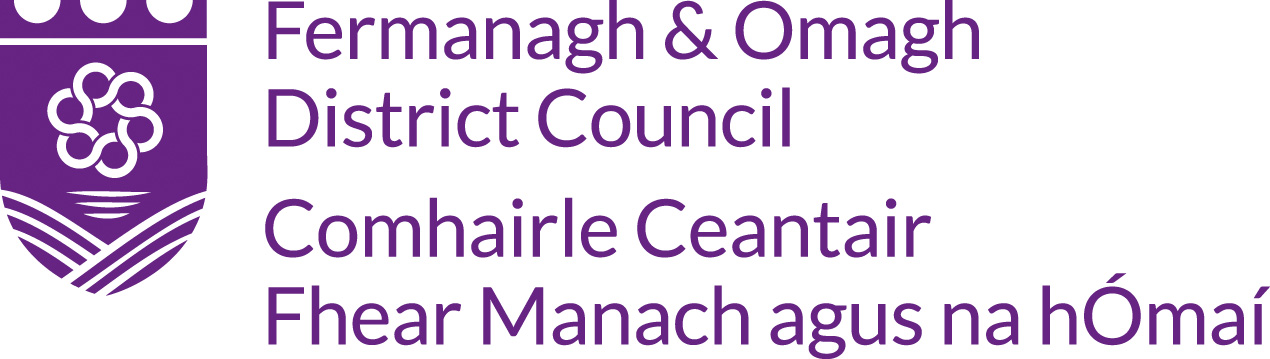 Fermanagh & Omagh
District Council
Comhairle Ceantair
Fhear Manach agus na hÓmaí